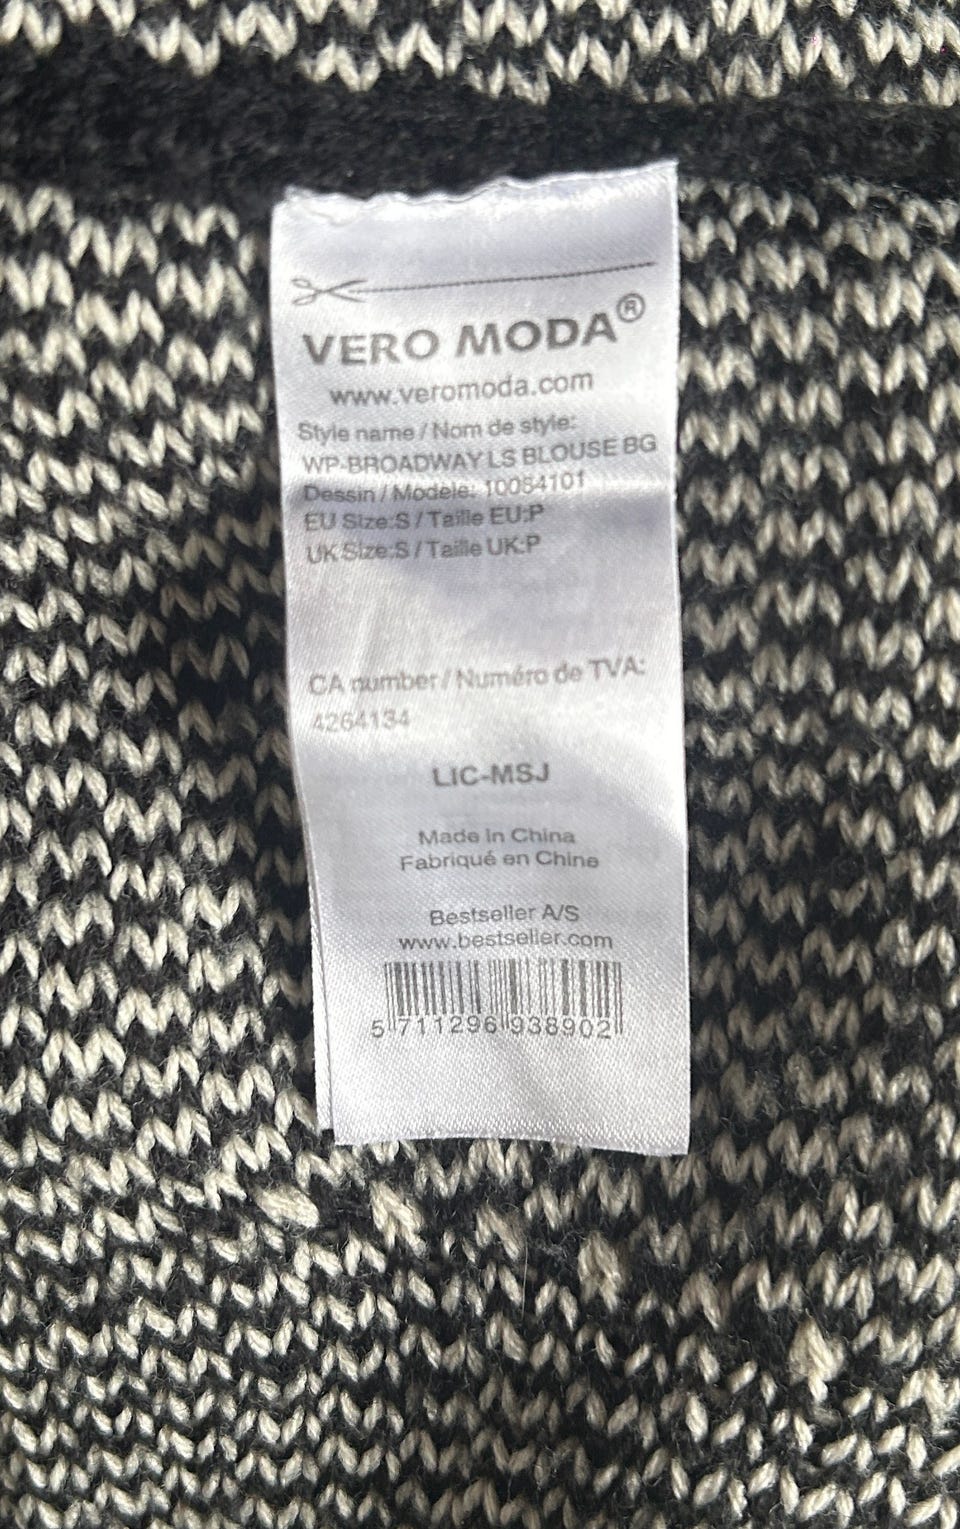 VERO MODA®
www.veromoda.com
Style name / Nom de style:
WP-BROADWAY LS BLOUSE BG
Dessin / Modele: 10084101
EU Size:S / Taille EU:P
UK Size:S / Taille UK:P
CA number / Numéro de TVA:
4264134
LIC-MSJ
Made in China
Fabriqué en Chine
Bestseller A/S
www.bestseller.com
5 711296 938902